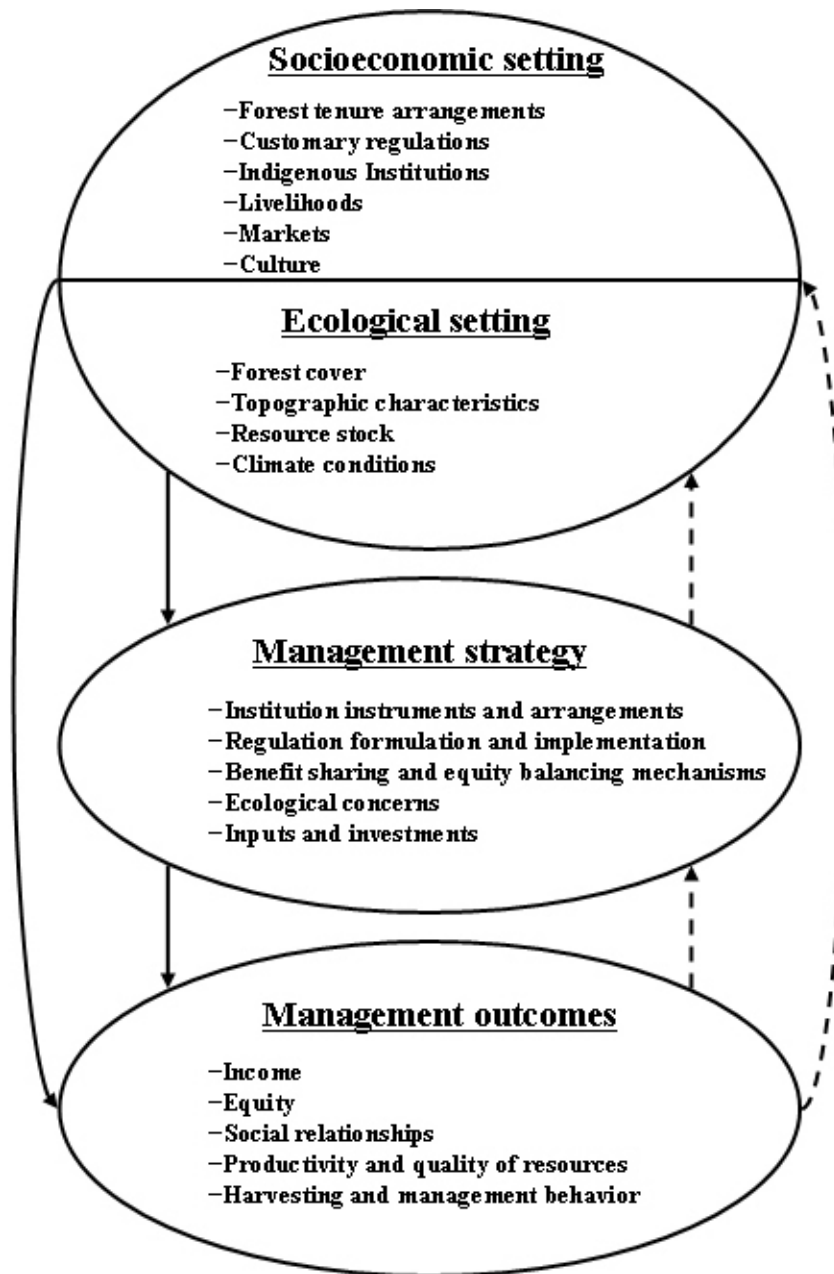 Socioeconomic setting
−Forest tenure arrangements
−Customary regulations
−Indigenous Institutions
−Livelihoods
−Markets
−Culture
Ecological setting
−Forest cover
−Topographic characteristics
−Resource stock
−Climate conditions
Management strategy
−Institution instruments and arrangements
−Regulation formulation and implementation
−Benefit sharing and equity balancing mechanisms
−Ecological concerns
−Inputs and investments
Management outcomes
−Income
−Equity
−Social relationships
−Productivity and quality of resources
−Harvesting and management behavior